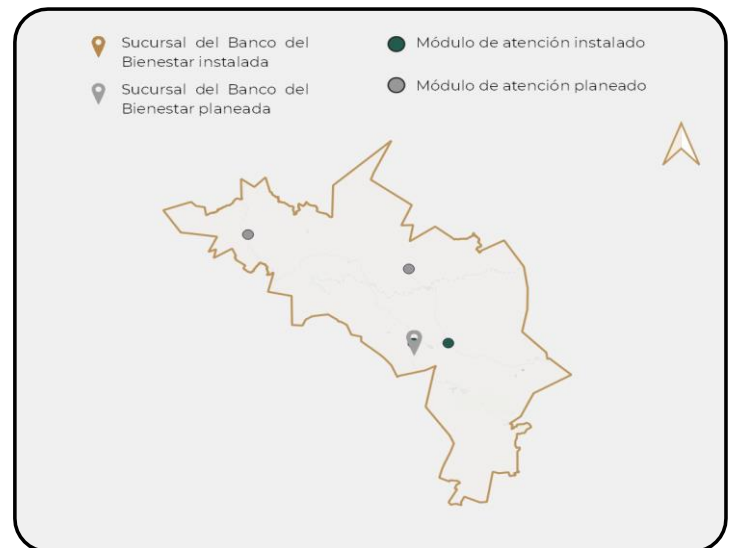 Sucursal del Banco del
Bienestar instalada
Sucursal del Banco del
Bienestar planeada
Módulo de atención instalado
Módulo de atención planeado